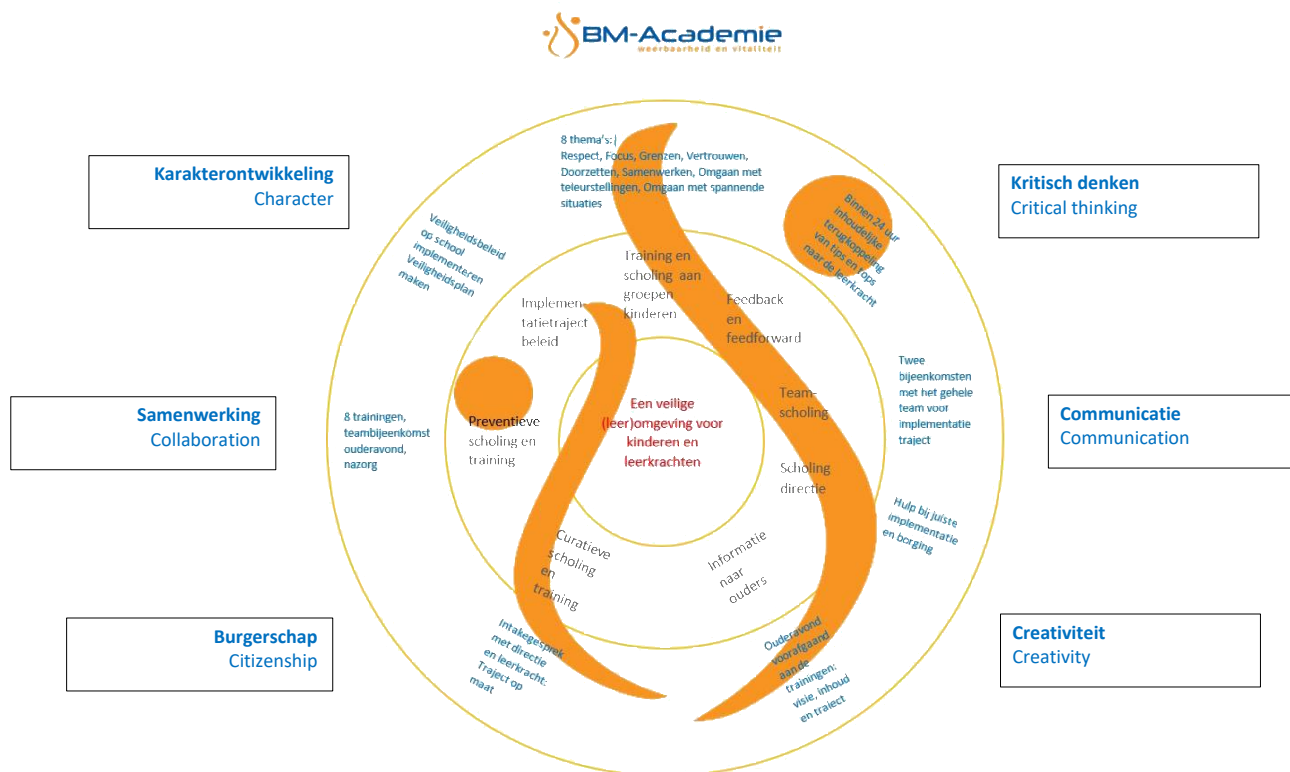 BM-Academie
weerbaarheid en vitaliteit
8 thema's:
Respect, Focus, Grenzen, Vertrouwen,
Doorzetten, Samenwerken, Omgaan met
teleurstellingen, Omgaan met spannende
situaties
Karakterontwikkeling
Character
Kritisch denken
Critical thinking
Binnen 24 uur
inhoudelijke
terugkoppeling
van tips en tops
naar de leerkracht
Veiligheidsbeleid
op school
implementeren
Veiligheidsplan
maken
Training en
scholing aan
groepen
kinderen
Implemen-
tatietraject
beleid
Feedback
en
feedforward
Twee
bijeenkomsten
met het gehele
team voor
implementatie
traject
Team-
scholing
Samenwerking
Collaboration
8 trainingen,
teambijeenkomst
ouderavond,
nazorg
Preventieve
scholing en
training
Een veilige
(leer)omgeving voor
kinderen en
leerkrachten
Communicatie
Communication
Scholing
directie
Hulp bij juiste
implementatie
en borging
Curatieve
scholing
en
training
Informatie
naar
ouders
Burgerschap
Citizenship
Intakegesprek
met directie
en leerkracht:
Traject op
maat
Ouderavond
voorafgaand
aan de
trainingen:
visie, inhoud
en traject
Creativiteit
Creativity